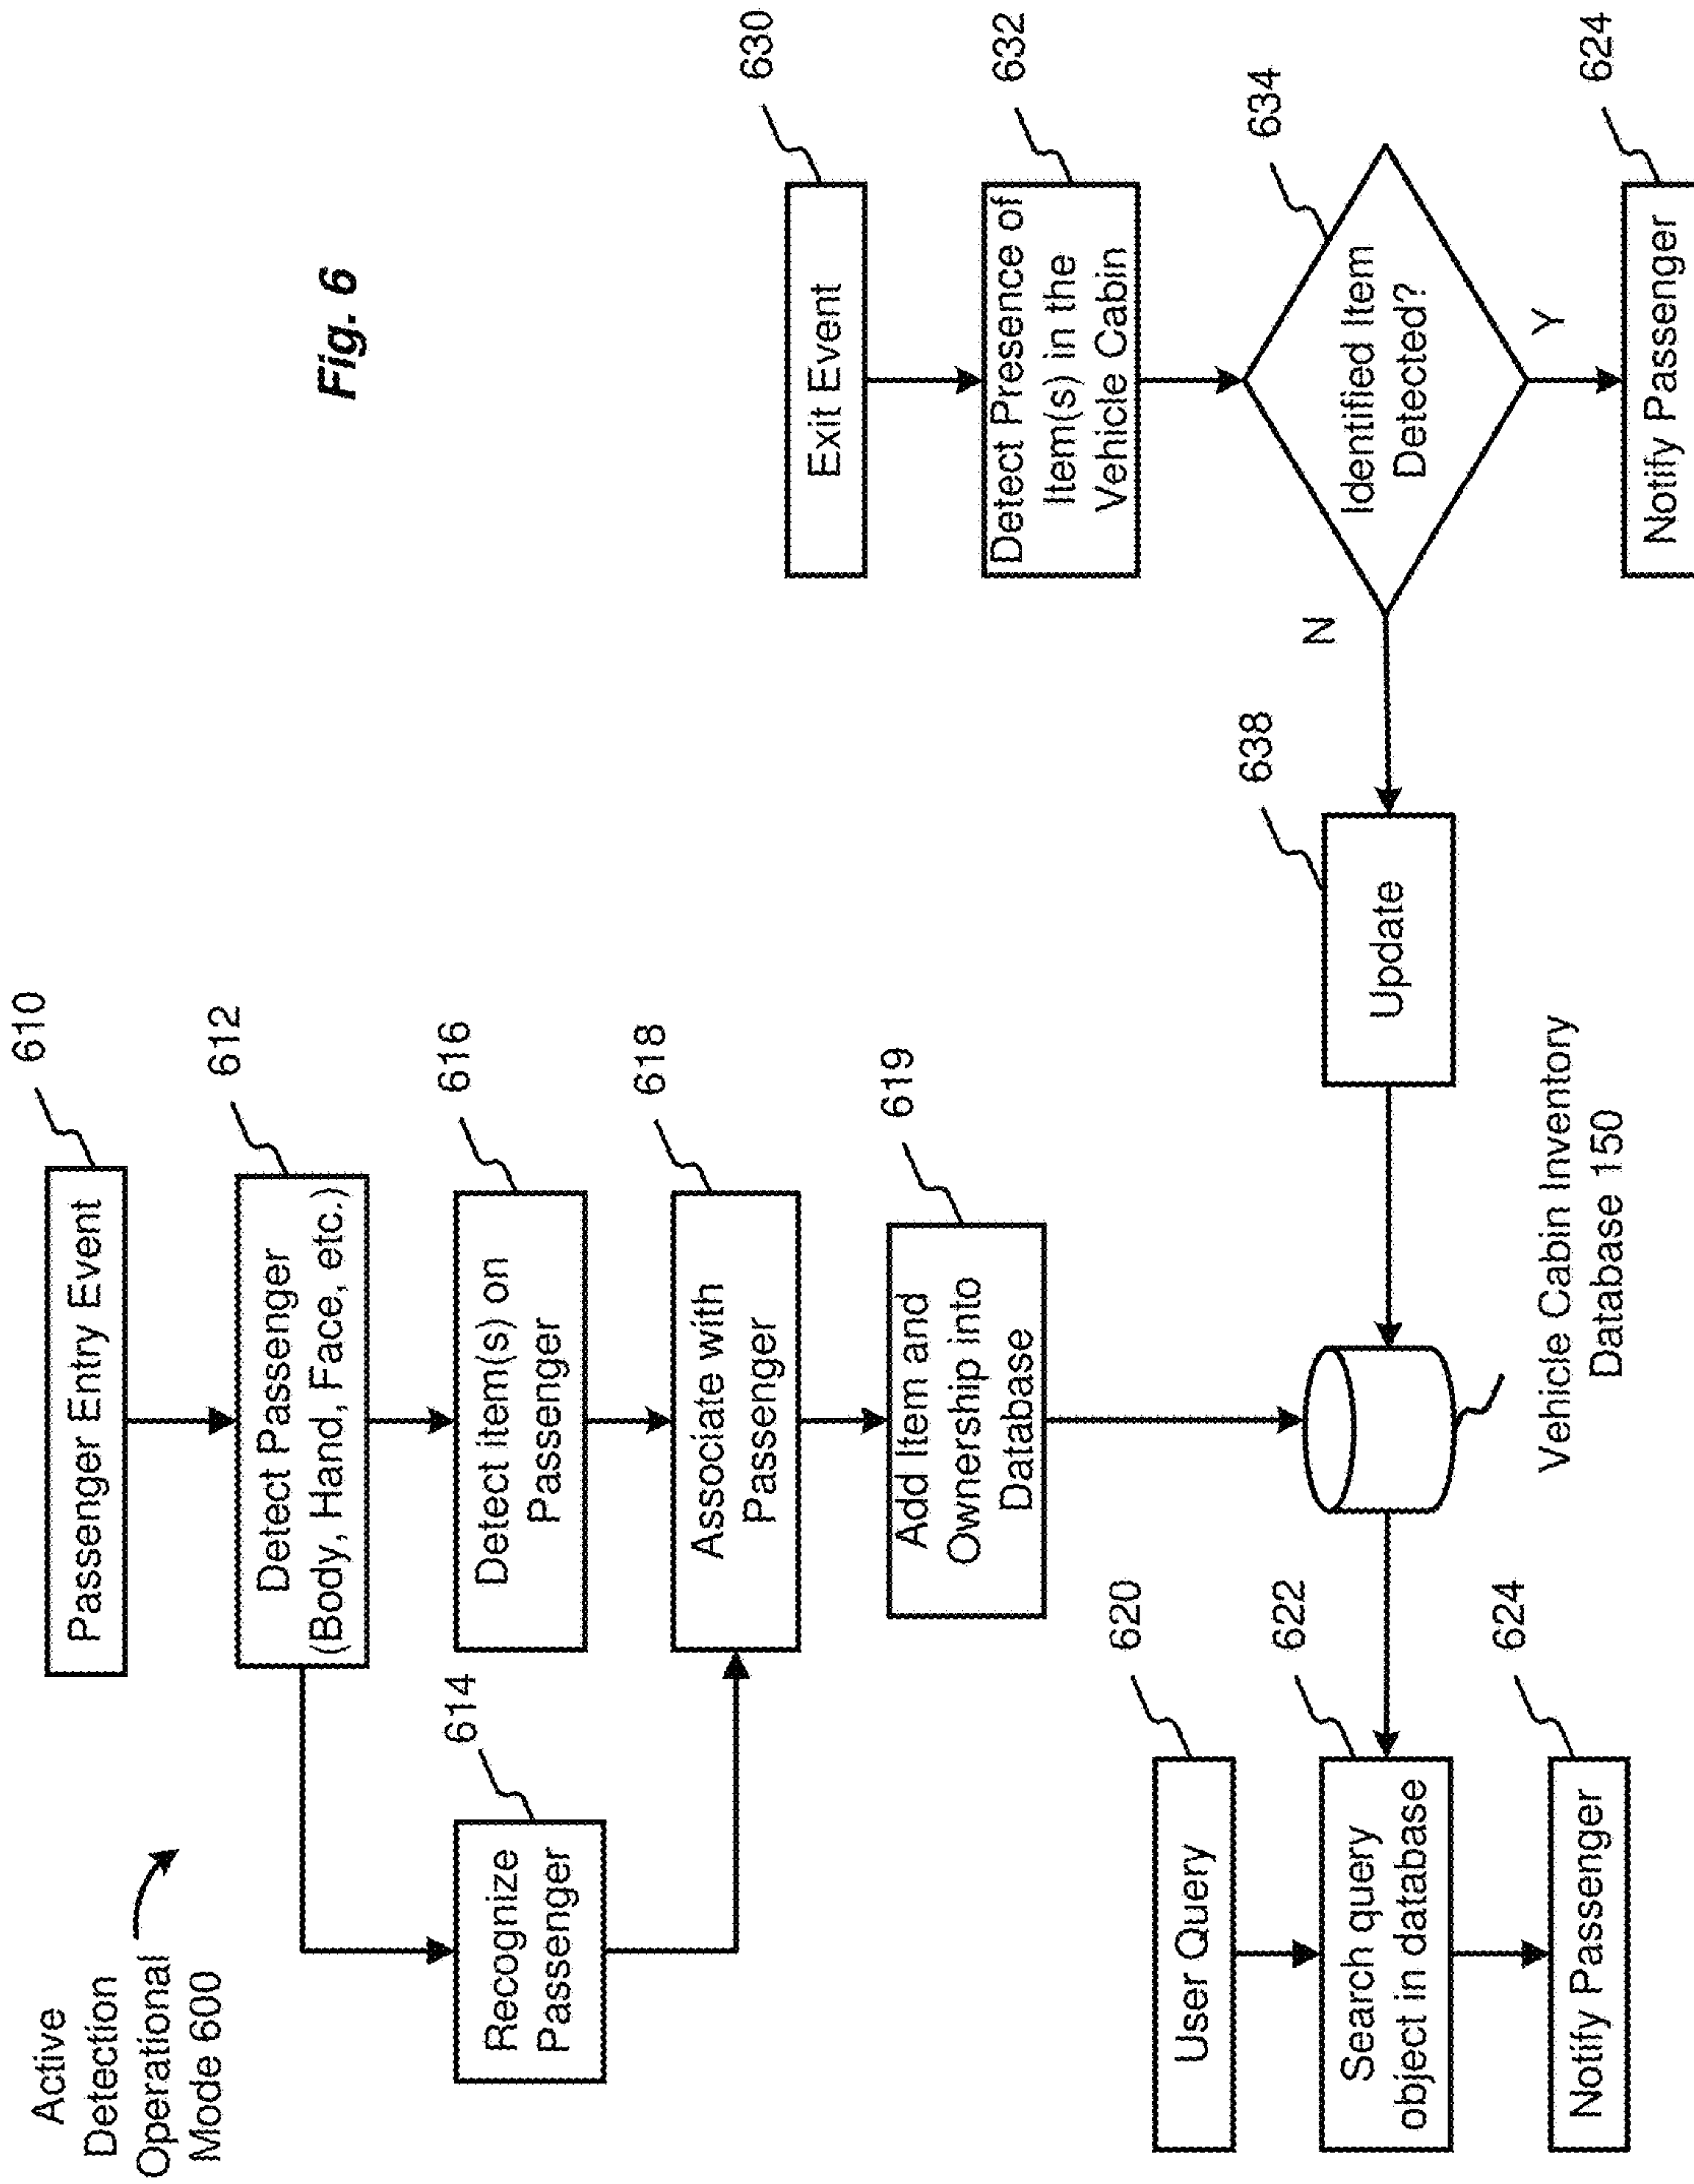 Active
Detection
Operational
Mode 600
Fig. 6
610
Passenger Entry Event
612
Detect Passenger
(Body, Hand, Face, etc.)
614
Recognize
Passenger
616
Detect item(s) on
Passenger
618
Associate with
Passenger
619
Add Item and
Ownership into
Database
620
User Query
622
Search query
object in database
624
Notify Passenger
Vehicle Cabin Inventory
Database 150
638
Update
630
Exit Event
632
Detect Presence of
Item(s) in the
Vehicle Cabin
634
Identified Item
Detected?
N
Y
624
Notify Passenger